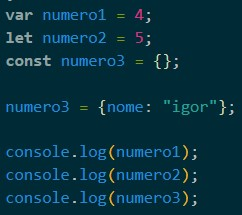 var numero1 = 4;
let numero2 = 5;
const numero3 = {};
numero3 = {nome: "igor"};
console.log(numero1);
console.log(numero2);
console.log(numero3);